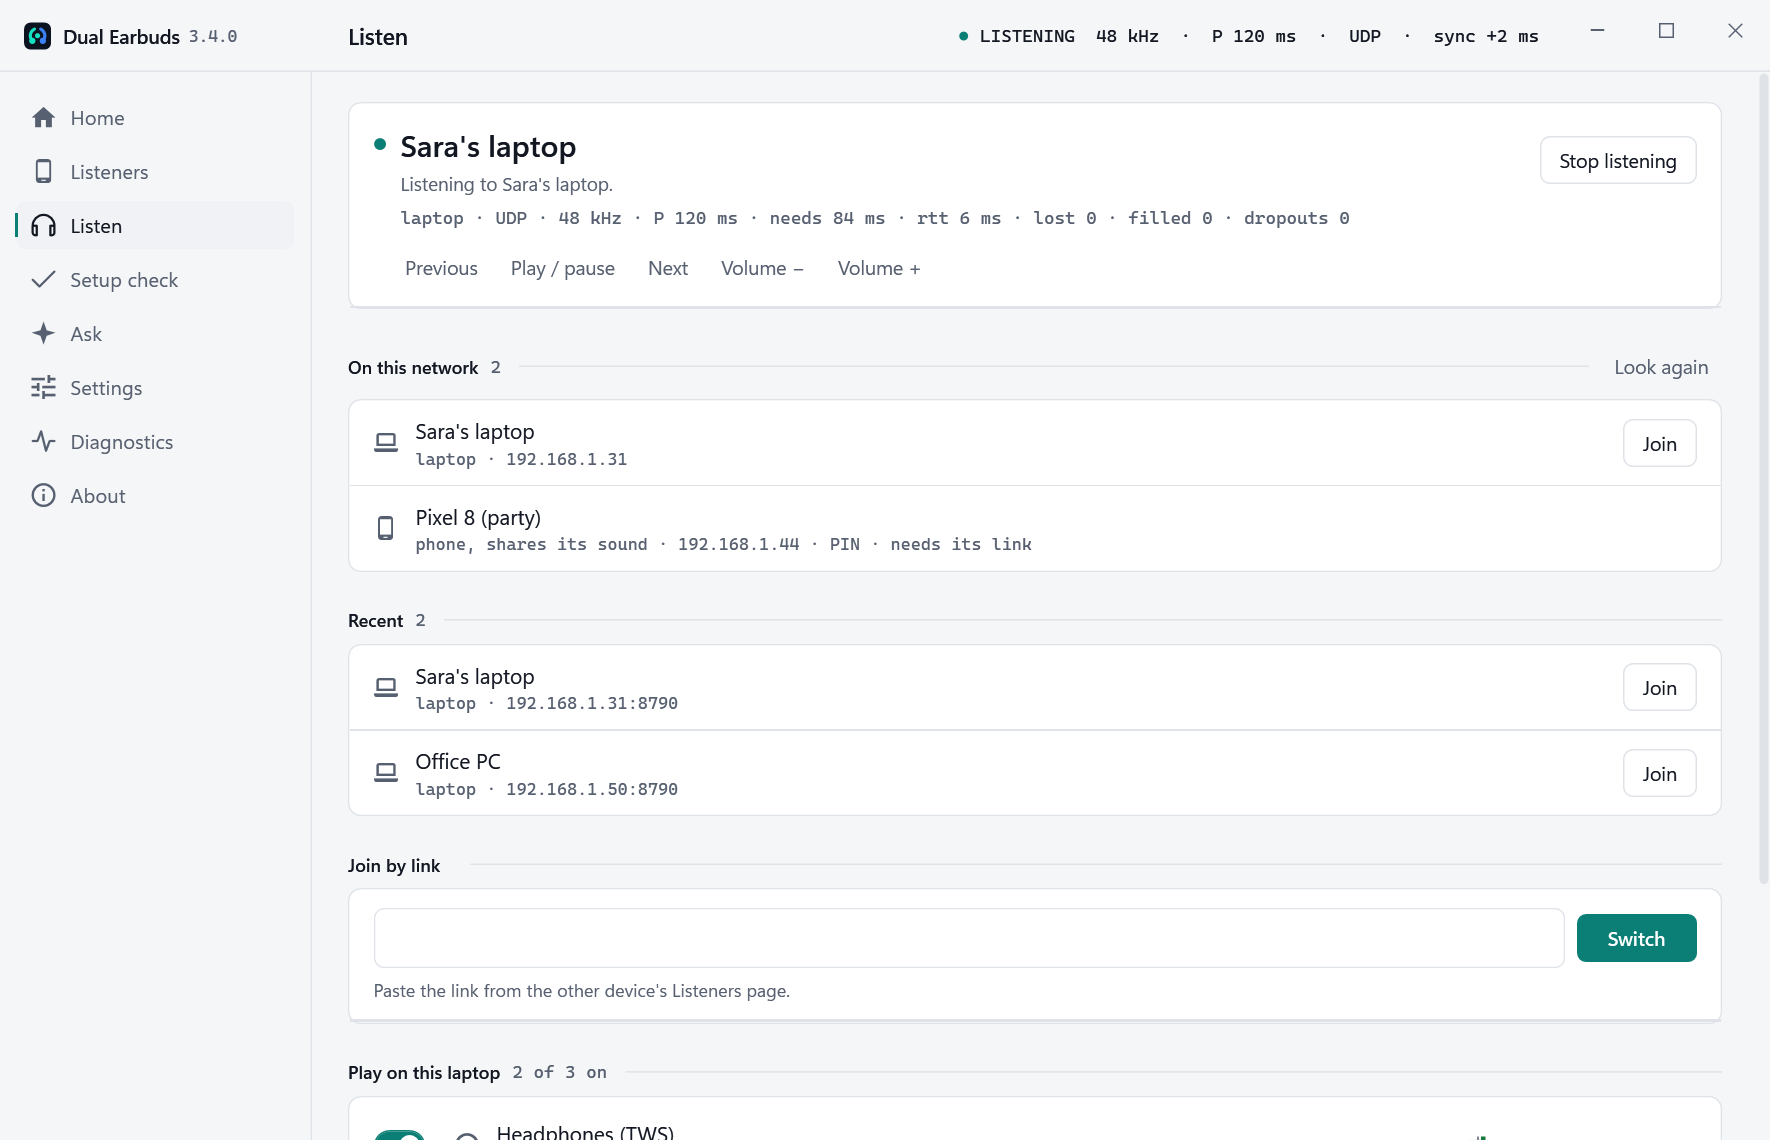 Dual Earbuds 3.4.0
Listen
LISTENING 48 kHz · P 120 ms · UDP · sync +2 ms
Home
Listeners
Listen
Setup check
Ask
Settings
Diagnostics
About
Sara's laptop
Stop listening
Listening to Sara's laptop.
laptop · UDP · 48 kHz · P 120 ms · needs 84 ms · rtt 6 ms · lost 0 · filled 0 · dropouts 0
Previous Play / pause Next Volume − Volume +
On this network 2
Look again
Sara's laptop
laptop · 192.168.1.31
Join
Pixel 8 (party)
phone, shares its sound · 192.168.1.44 · PIN · needs its link
Recent 2
Sara's laptop
laptop · 192.168.1.31:8790
Join
Office PC
laptop · 192.168.1.50:8790
Join
Join by link
Switch
Paste the link from the other device's Listeners page.
Play on this laptop 2 of 3 on
Headphones (TWS)